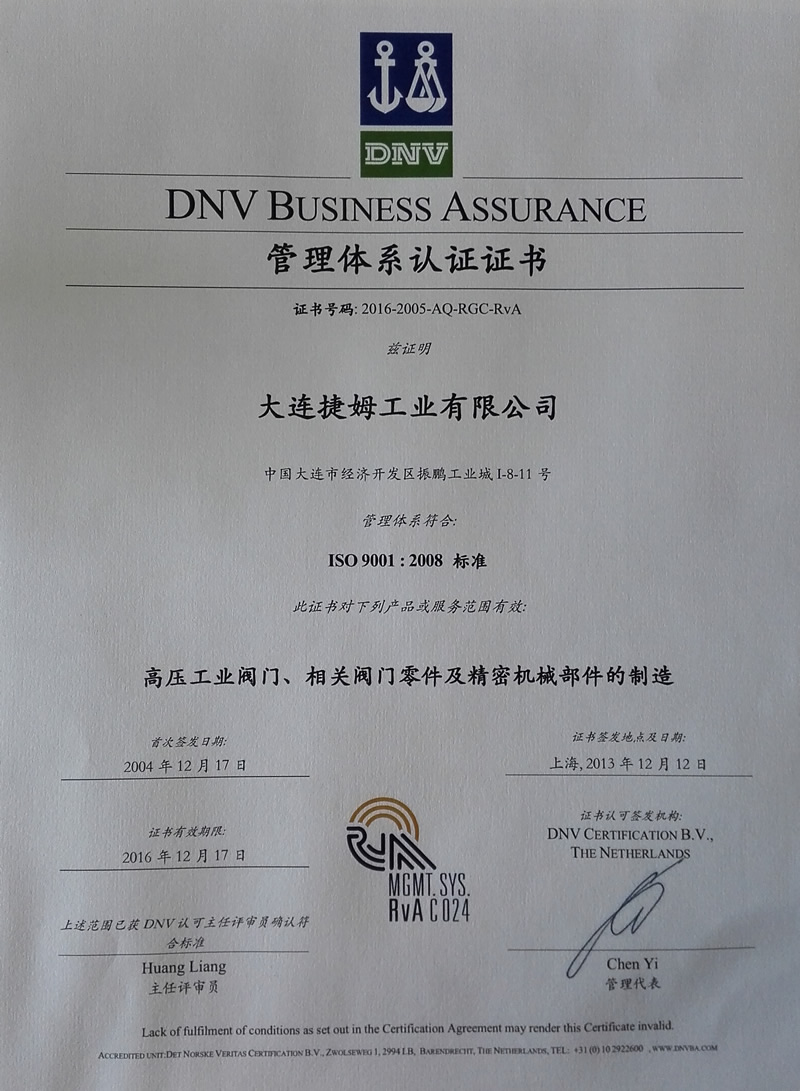 DNV
DNV BUSINESS ASSURANCE
管理体系认证证书
证书号码: 2016-2005-AQ-RGC-RvA
兹证明
大连捷姆工业有限公司
中国大连市经济开发区振鹏工业城 I-8-11 号
管理体系符合:
ISO 9001 : 2008 标准
此证书对下列产品或服务范围有效:
高压工业阀门、相关阀门零件及精密机械部件的制造
首次签发日期:
2004 年 12 月 17 日
证书签发地点及日期:
上海, 2013 年 12 月 12 日
证书有效期限:
2016 年 12 月 17 日
证书认可签发机构:
DNV CERTIFICATION B.V.,
THE NETHERLANDS
RvA
MGMT. SYS.
RvA C 024
上述范围已获 DNV 认可主任评审员确认符
合标准
Huang Liang
主任评审员
Chen Yi
管理代表
Lack of fulfilment of conditions as set out in the Certification Agreement may render this Certificate invalid.
ACCREDITED UNIT:DET NORSKE VERITAS CERTIFICATION B.V., ZWOLSEWEG 1, 2994 LB, BARENDRECHT, THE NETHERLANDS, TEL: +31 (0) 10 2922600 , WWW.DNVBA.COM